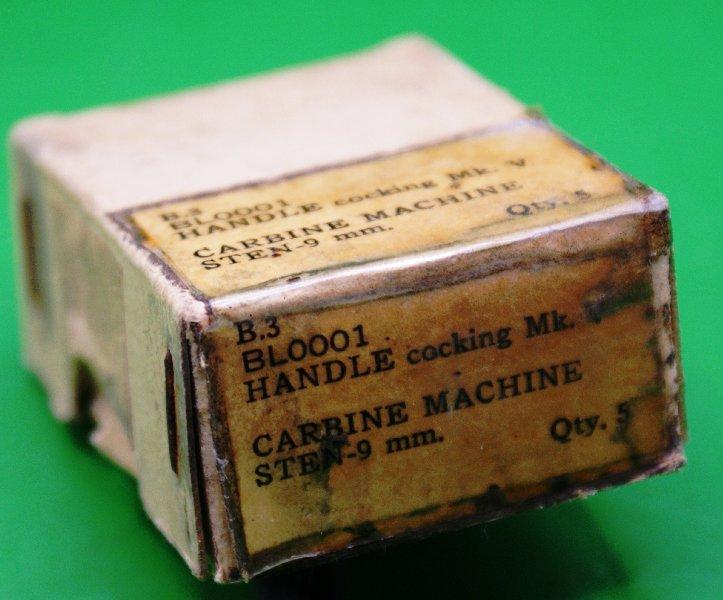 B.3
BL0001
HANDLE cocking Mk. V
CARBINE MACHINE
STEN-9 mm.
Qty. 5
B.3
BL0001
HANDLE cocking Mk. V
CARBINE MACHINE
STEN-9 mm.
Qty. 5